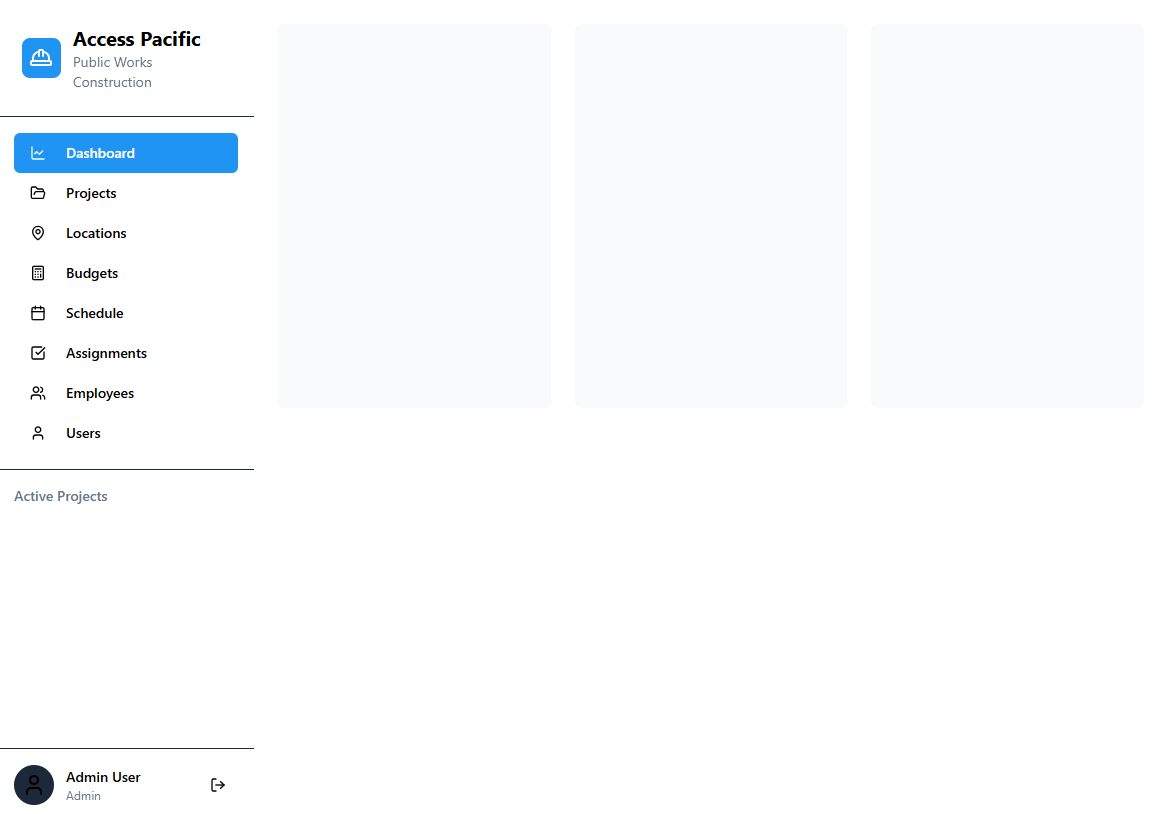 Access Pacific
Public Works
Construction
Dashboard
Projects
Locations
Budgets
Schedule
Assignments
Employees
Users
Active Projects
Admin User
Admin